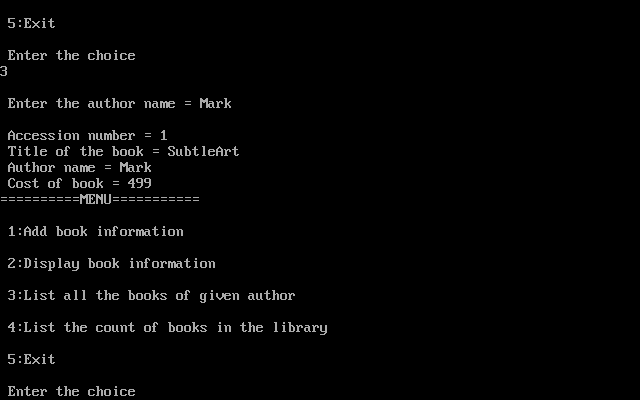 5:Exit
Enter the choice
3
Enter the author name = Mark
Accession number = 1
Title of the book = SubtleArt
Author name = Mark
Cost of book = 499
==========MENU===========
1:Add book information
2:Display book information
3:List all the books of given author
4:List the count of books in the library
5:Exit
Enter the choice